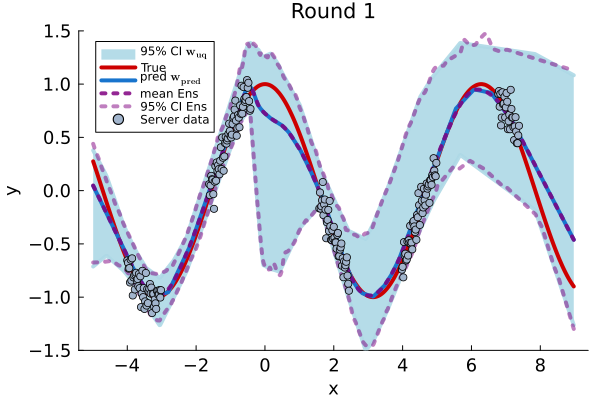 Round 1
1.5
1.0
0.5
0.0
−0.5
−1.0
−1.5
y
95% CI w_uq
True
pred w_pred
mean Ens
95% CI Ens
Server data
−4 −2 0 2 4 6 8
x